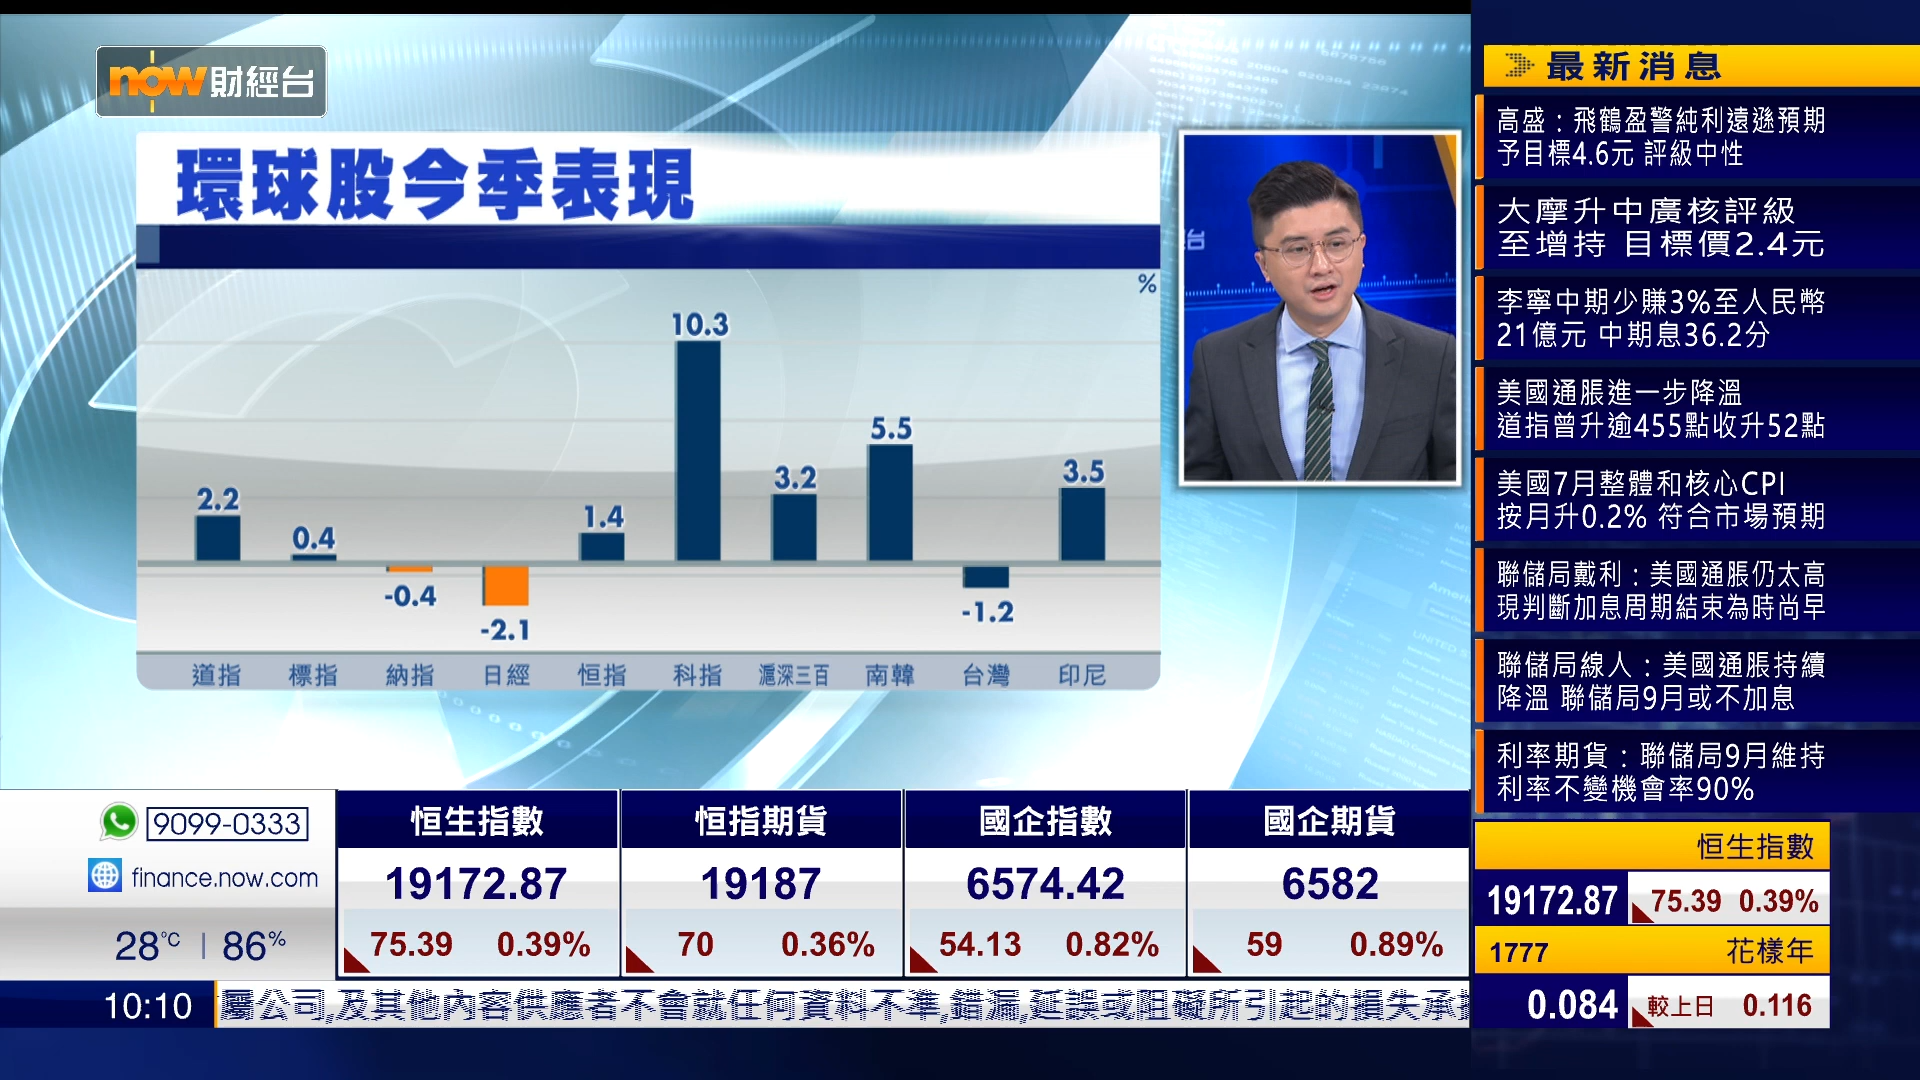 now財經台
環球股今季表現
%
2.2
0.4
-0.4
-2.1
1.4
10.3
3.2
5.5
-1.2
3.5
道指 標指 納指 日經 恒指 科指 滬深三百 南韓 台灣 印尼
台
最新消息
高盛：飛鶴盈警純利遠遜預期
予目標4.6元 評級中性
大摩升中廣核評級
至增持 目標價2.4元
李寧中期少賺3%至人民幣
21億元 中期息36.2分
美國通脹進一步降溫
道指曾升逾455點收升52點
美國7月整體和核心CPI
按月升0.2% 符合市場預期
聯儲局戴利：美國通脹仍太高
現判斷加息周期結束為時尚早
聯儲局線人：美國通脹持續
降溫 聯儲局9月或不加息
利率期貨：聯儲局9月維持
利率不變機會率90%
恒生指數
19172.87 75.39 0.39%
1777 花樣年
0.084 較上日 0.116
9099-0333
finance.now.com
28°C | 86%
恒生指數
19172.87
75.39 0.39%
恒指期貨
19187
70 0.36%
國企指數
6574.42
54.13 0.82%
國企期貨
6582
59 0.89%
10:10
屬公司,及其他內容供應者不會就任何資料不準,錯漏,延誤或阻礙所引起的損失承